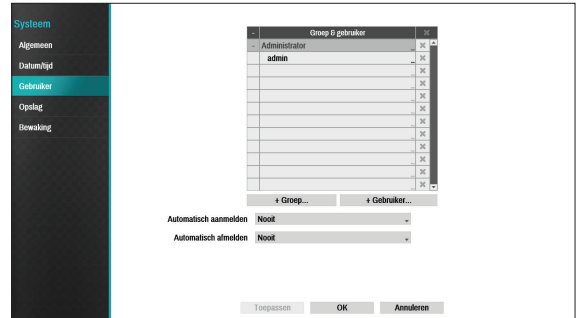 Systeem
Algemeen
Datum/tijd
Gebruiker
Opslag
Bewaking
- Groep & gebruiker
- Administrator ...
admin ...
+ Groep...
+ Gebruiker...
Automatisch aanmelden Nooit
Automatisch afmelden Nooit
Toepassen OK Annuleren